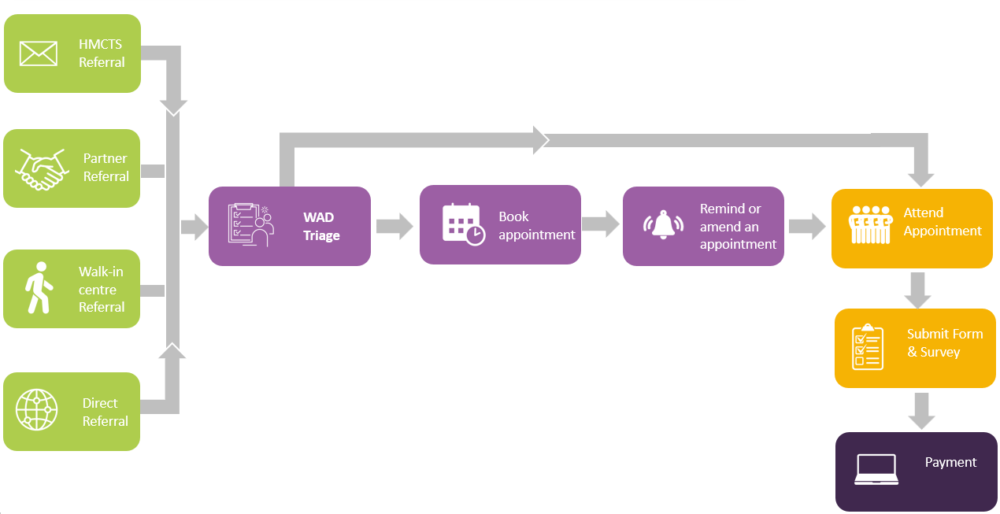 HMCTS
Referral
Partner
Referral
Walk-in
centre
Referral
Direct
Referral
WAD
Triage
Book
appointment
Remind or
amend an
appointment
Attend
Appointment
Submit Form
& Survey
Payment